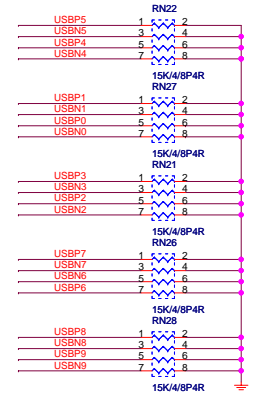 RN22
USBP5 1 2
USBN5 3 4
USBP4 5 6
USBN4 7 8
15K/4/8P4R
RN27
USBP1 1 2
USBN1 3 4
USBP0 5 6
USBN0 7 8
15K/4/8P4R
RN21
USBP3 1 2
USBN3 3 4
USBP2 5 6
USBN2 7 8
15K/4/8P4R
RN26
USBP7 1 2
USBN7 3 4
USBN6 5 6
USBP6 7 8
15K/4/8P4R
RN28
USBP8 1 2
USBN8 3 4
USBP9 5 6
USBN9 7 8
15K/4/8P4R